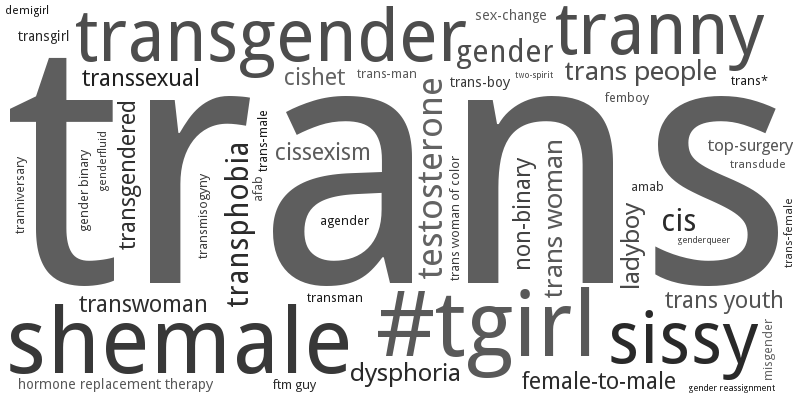 demigirl
transgirl
transgender
sex-change
tranny
gender
transsexual
cishet
trans-man
trans-boy
two-spirit
trans people
trans*
femboy
trans
tranniversary
gender binary
genderfluid
transgendered
transmisogyny
transphobia
afab
trans-male
cissexism
agender
testosterone
trans woman of color
non-binary
trans woman
ladyboy
amab
cis
genderqueer
top-surgery
transdude
trans-female
transwoman
transman
trans youth
shemale
#tgirl
sissy
misgender
dysphoria
hormone replacement therapy
ftm guy
female-to-male
gender reassignment